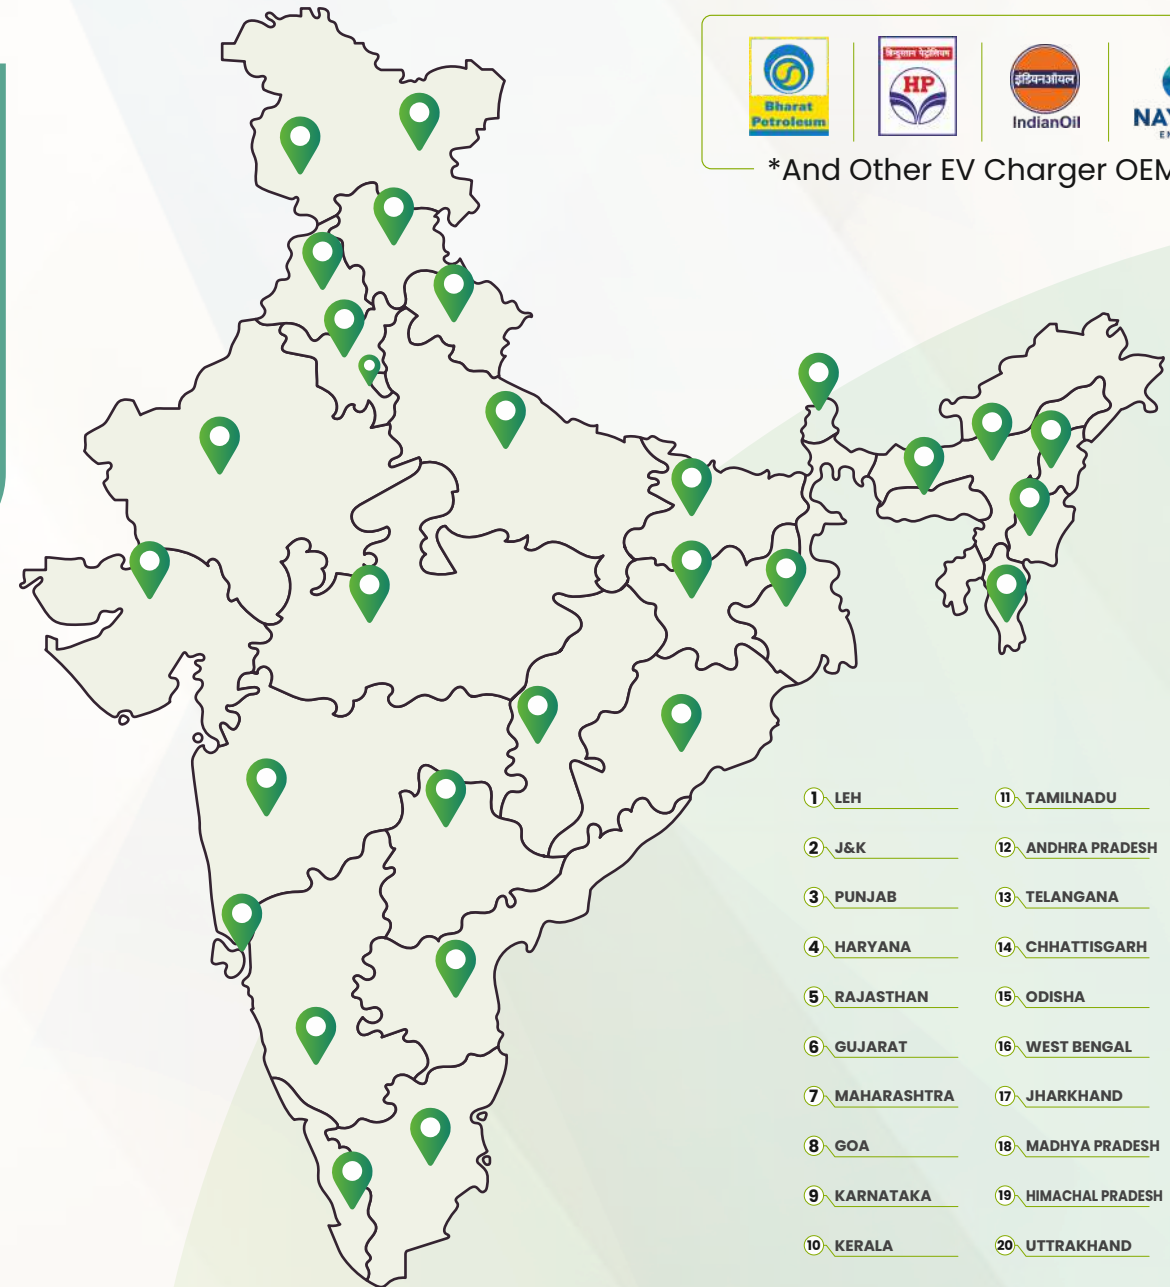 Bharat
Petroleum
हिन्दुस्तान पेट्रोलियम
HP
इंडियनऑयल
IndianOil
*And Other EV Charger OEM
1 LEH
2 J&K
3 PUNJAB
4 HARYANA
5 RAJASTHAN
6 GUJARAT
7 MAHARASHTRA
8 GOA
9 KARNATAKA
10 KERALA
11 TAMILNADU
12 ANDHRA PRADESH
13 TELANGANA
14 CHHATTISGARH
15 ODISHA
16 WEST BENGAL
17 JHARKHAND
18 MADHYA PRADESH
19 HIMACHAL PRADESH
20 UTTRAKHAND